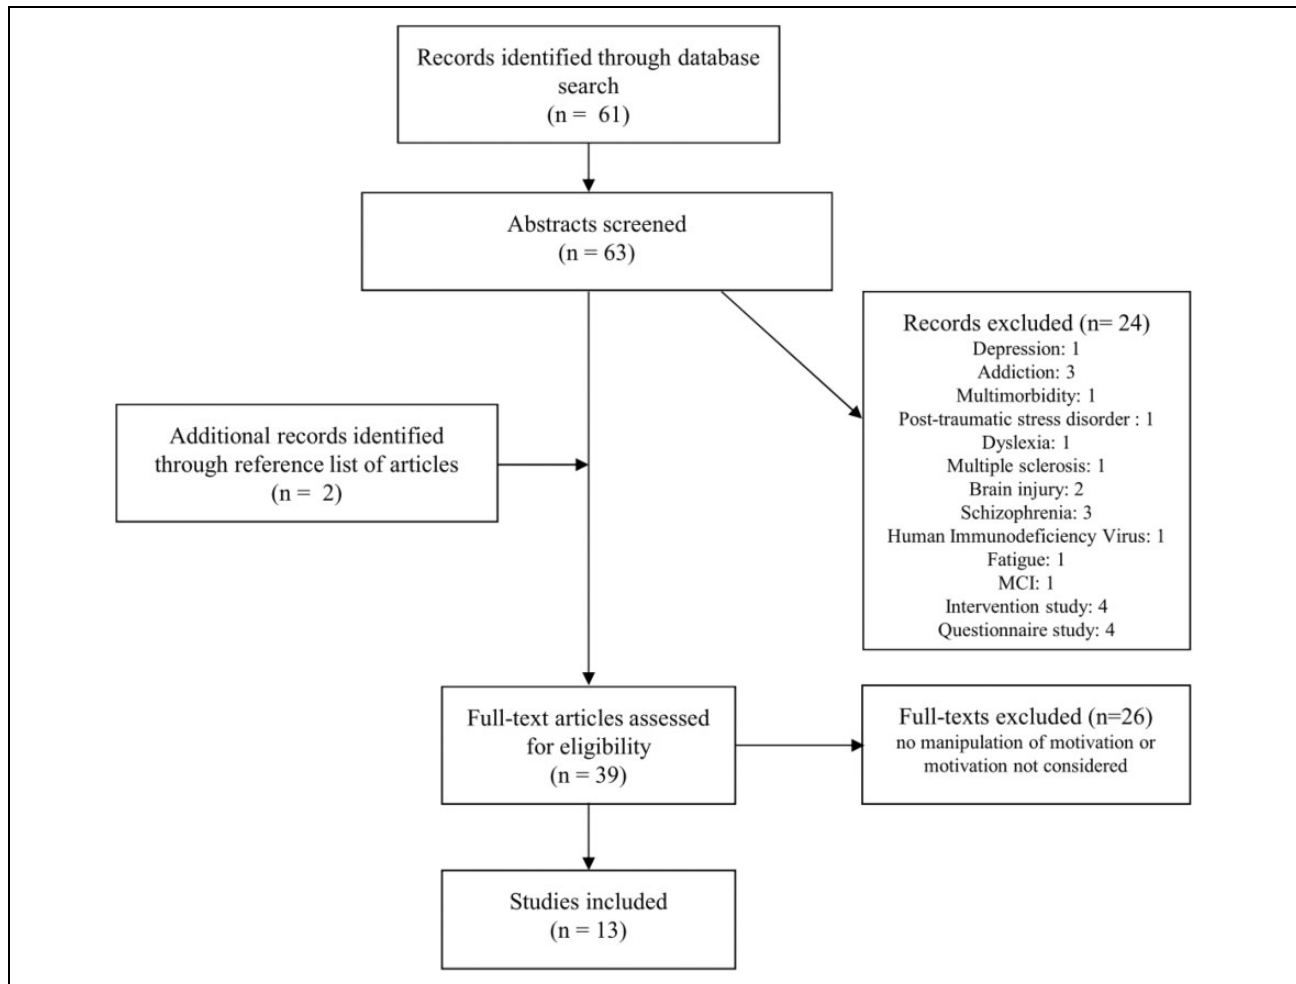 Records identified through database
search
(n = 61)
Abstracts screened
(n = 63)
Records excluded (n= 24)
Depression: 1
Addiction: 3
Multimorbidity: 1
Post-traumatic stress disorder : 1
Dyslexia: 1
Multiple sclerosis: 1
Brain injury: 2
Schizophrenia: 3
Human Immunodeficiency Virus: 1
Fatigue: 1
MCI: 1
Intervention study: 4
Questionnaire study: 4
Additional records identified
through reference list of articles
(n = 2)
Full-text articles assessed
for eligibility
(n = 39)
Full-texts excluded (n=26)
no manipulation of motivation or
motivation not considered
Studies included
(n = 13)